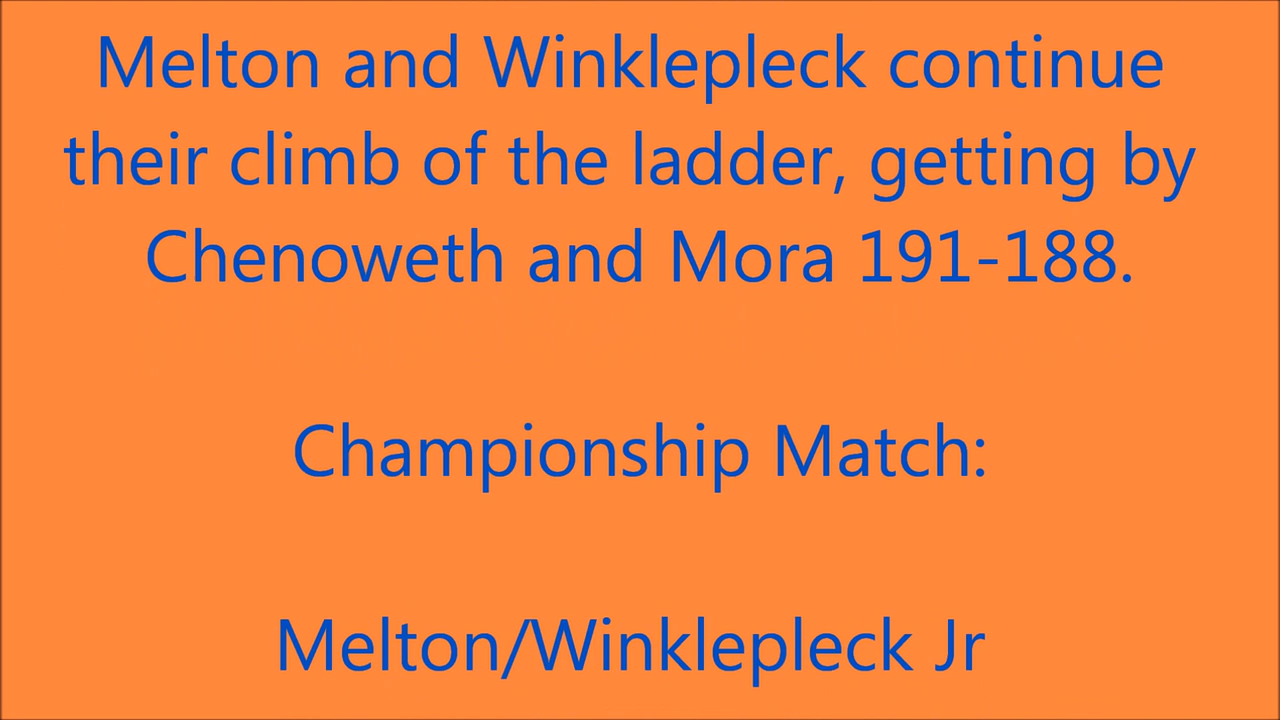 Melton and Winklepleck continue
their climb of the ladder, getting by
Chenoweth and Mora 191-188.
Championship Match:
Melton/Winklepleck Jr